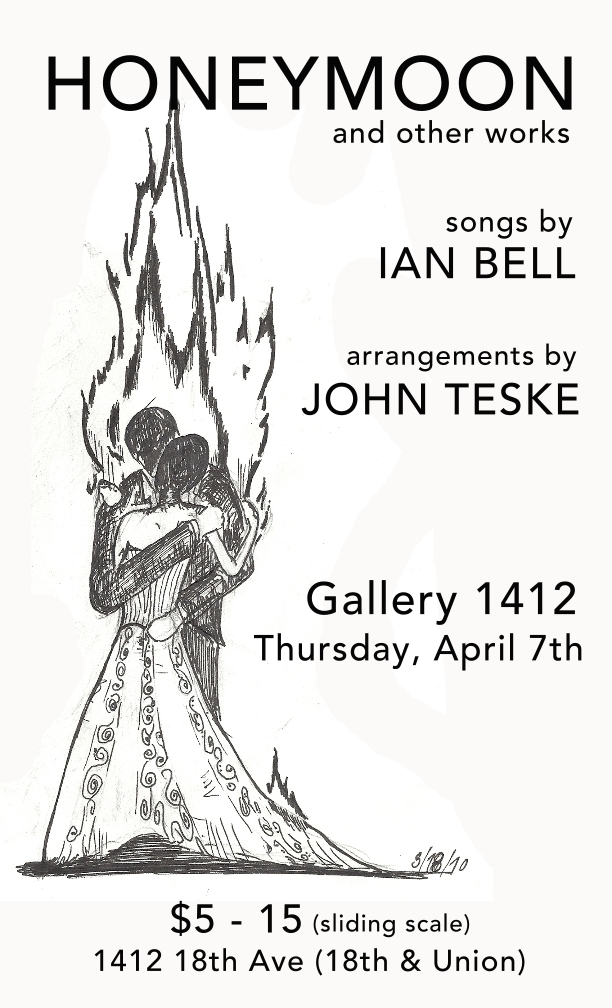 HONEYMOON
and other works
songs by
IAN BELL
arrangements by
JOHN TESKE
Gallery 1412
Thursday, April 7th
3/18/10
$5 - 15 (sliding scale)
1412 18th Ave (18th & Union)